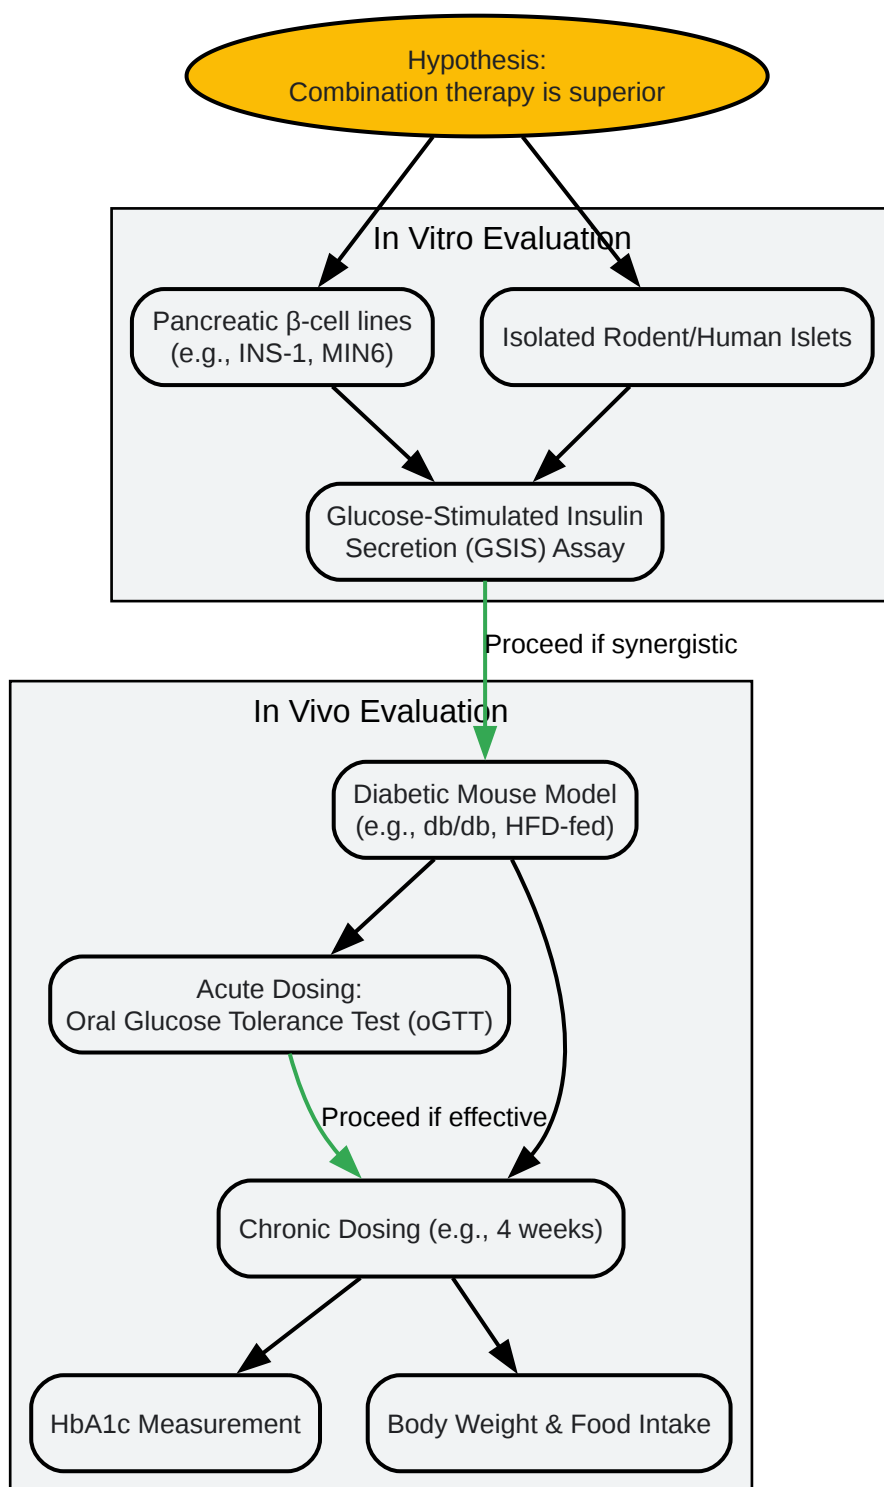 Hypothesis:
Combination therapy is superior
In Vitro Evaluation
Pancreatic β-cell lines
(e.g., INS-1, MIN6)
Isolated Rodent/Human Islets
Glucose-Stimulated Insulin
Secretion (GSIS) Assay
Proceed if synergistic
In Vivo Evaluation
Diabetic Mouse Model
(e.g., db/db, HFD-fed)
Acute Dosing:
Oral Glucose Tolerance Test (oGTT)
Proceed if effective
Chronic Dosing (e.g., 4 weeks)
HbA1c Measurement
Body Weight & Food Intake